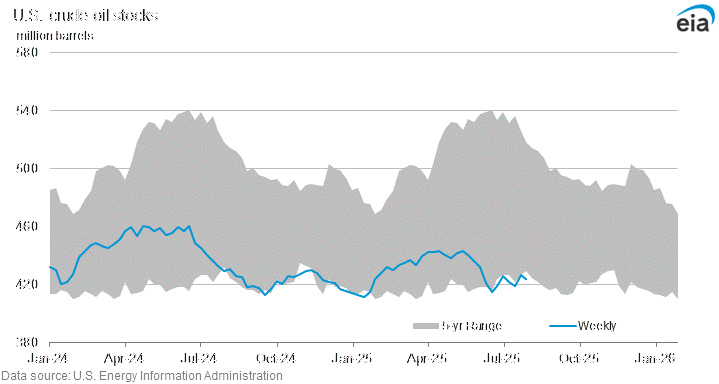 U.S. crude oil stocks
million barrels
eia
580
540
500
460
420
380
5-yr Range
Weekly
Jan-24
Apr-24
Jul-24
Oct-24
Jan-25
Apr-25
Jul-25
Oct-25
Jan-26
Data source: U.S. Energy Information Administration